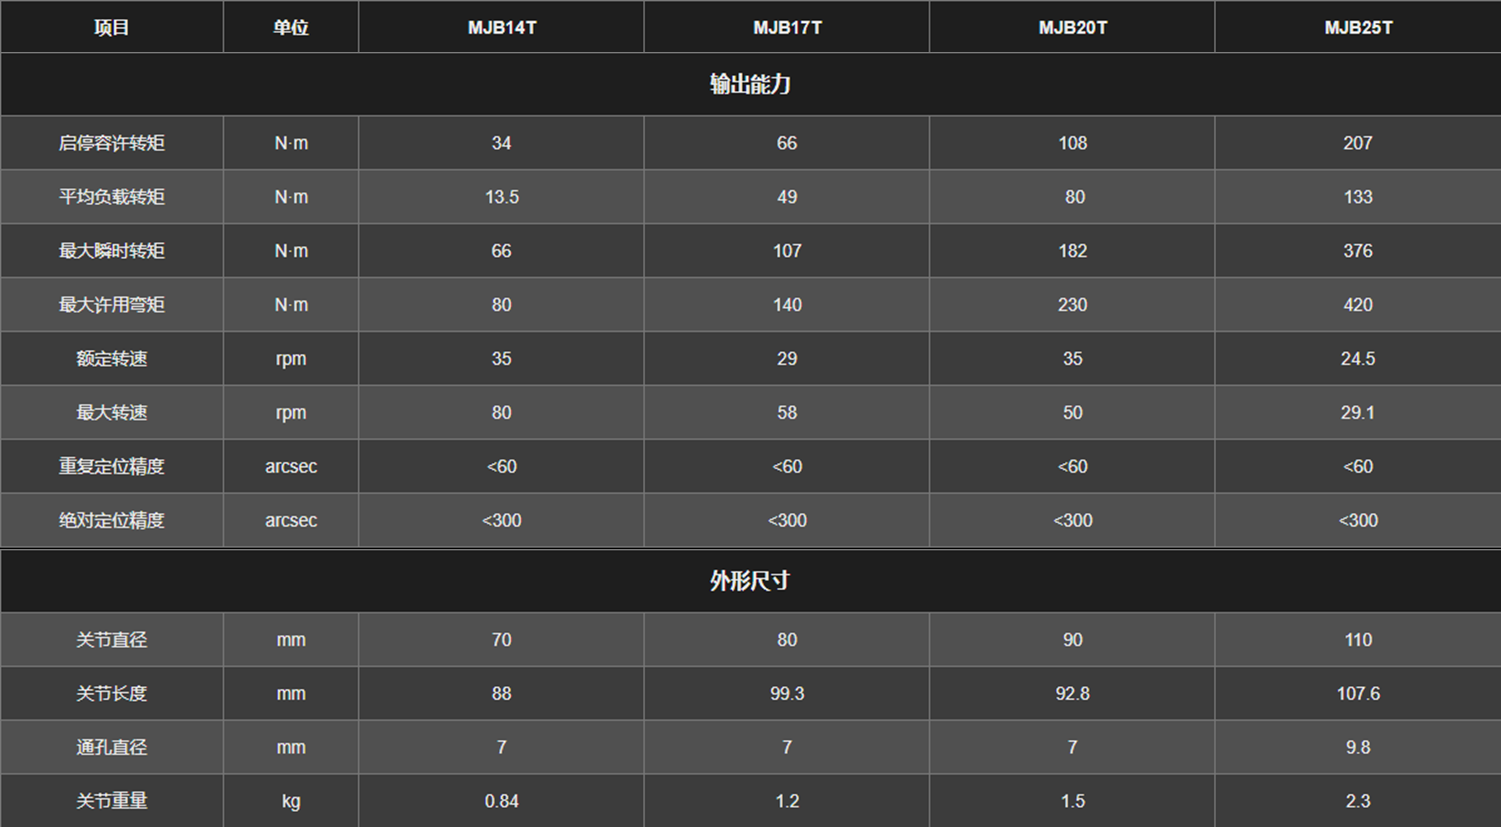 项目 单位 MJB14T MJB17T MJB20T MJB25T
输出能力
启停容许转矩 N·m 34 66 108 207
平均负载转矩 N·m 13.5 49 80 133
最大瞬时转矩 N·m 66 107 182 376
最大许用弯矩 N·m 80 140 230 420
额定转速 rpm 35 29 35 24.5
最大转速 rpm 80 58 50 29.1
重复定位精度 arcsec <60 <60 <60 <60
绝对定位精度 arcsec <300 <300 <300 <300
外形尺寸
关节直径 mm 70 80 90 110
关节长度 mm 88 99.3 92.8 107.6
通孔直径 mm 7 7 7 9.8
关节重量 kg 0.84 1.2 1.5 2.3